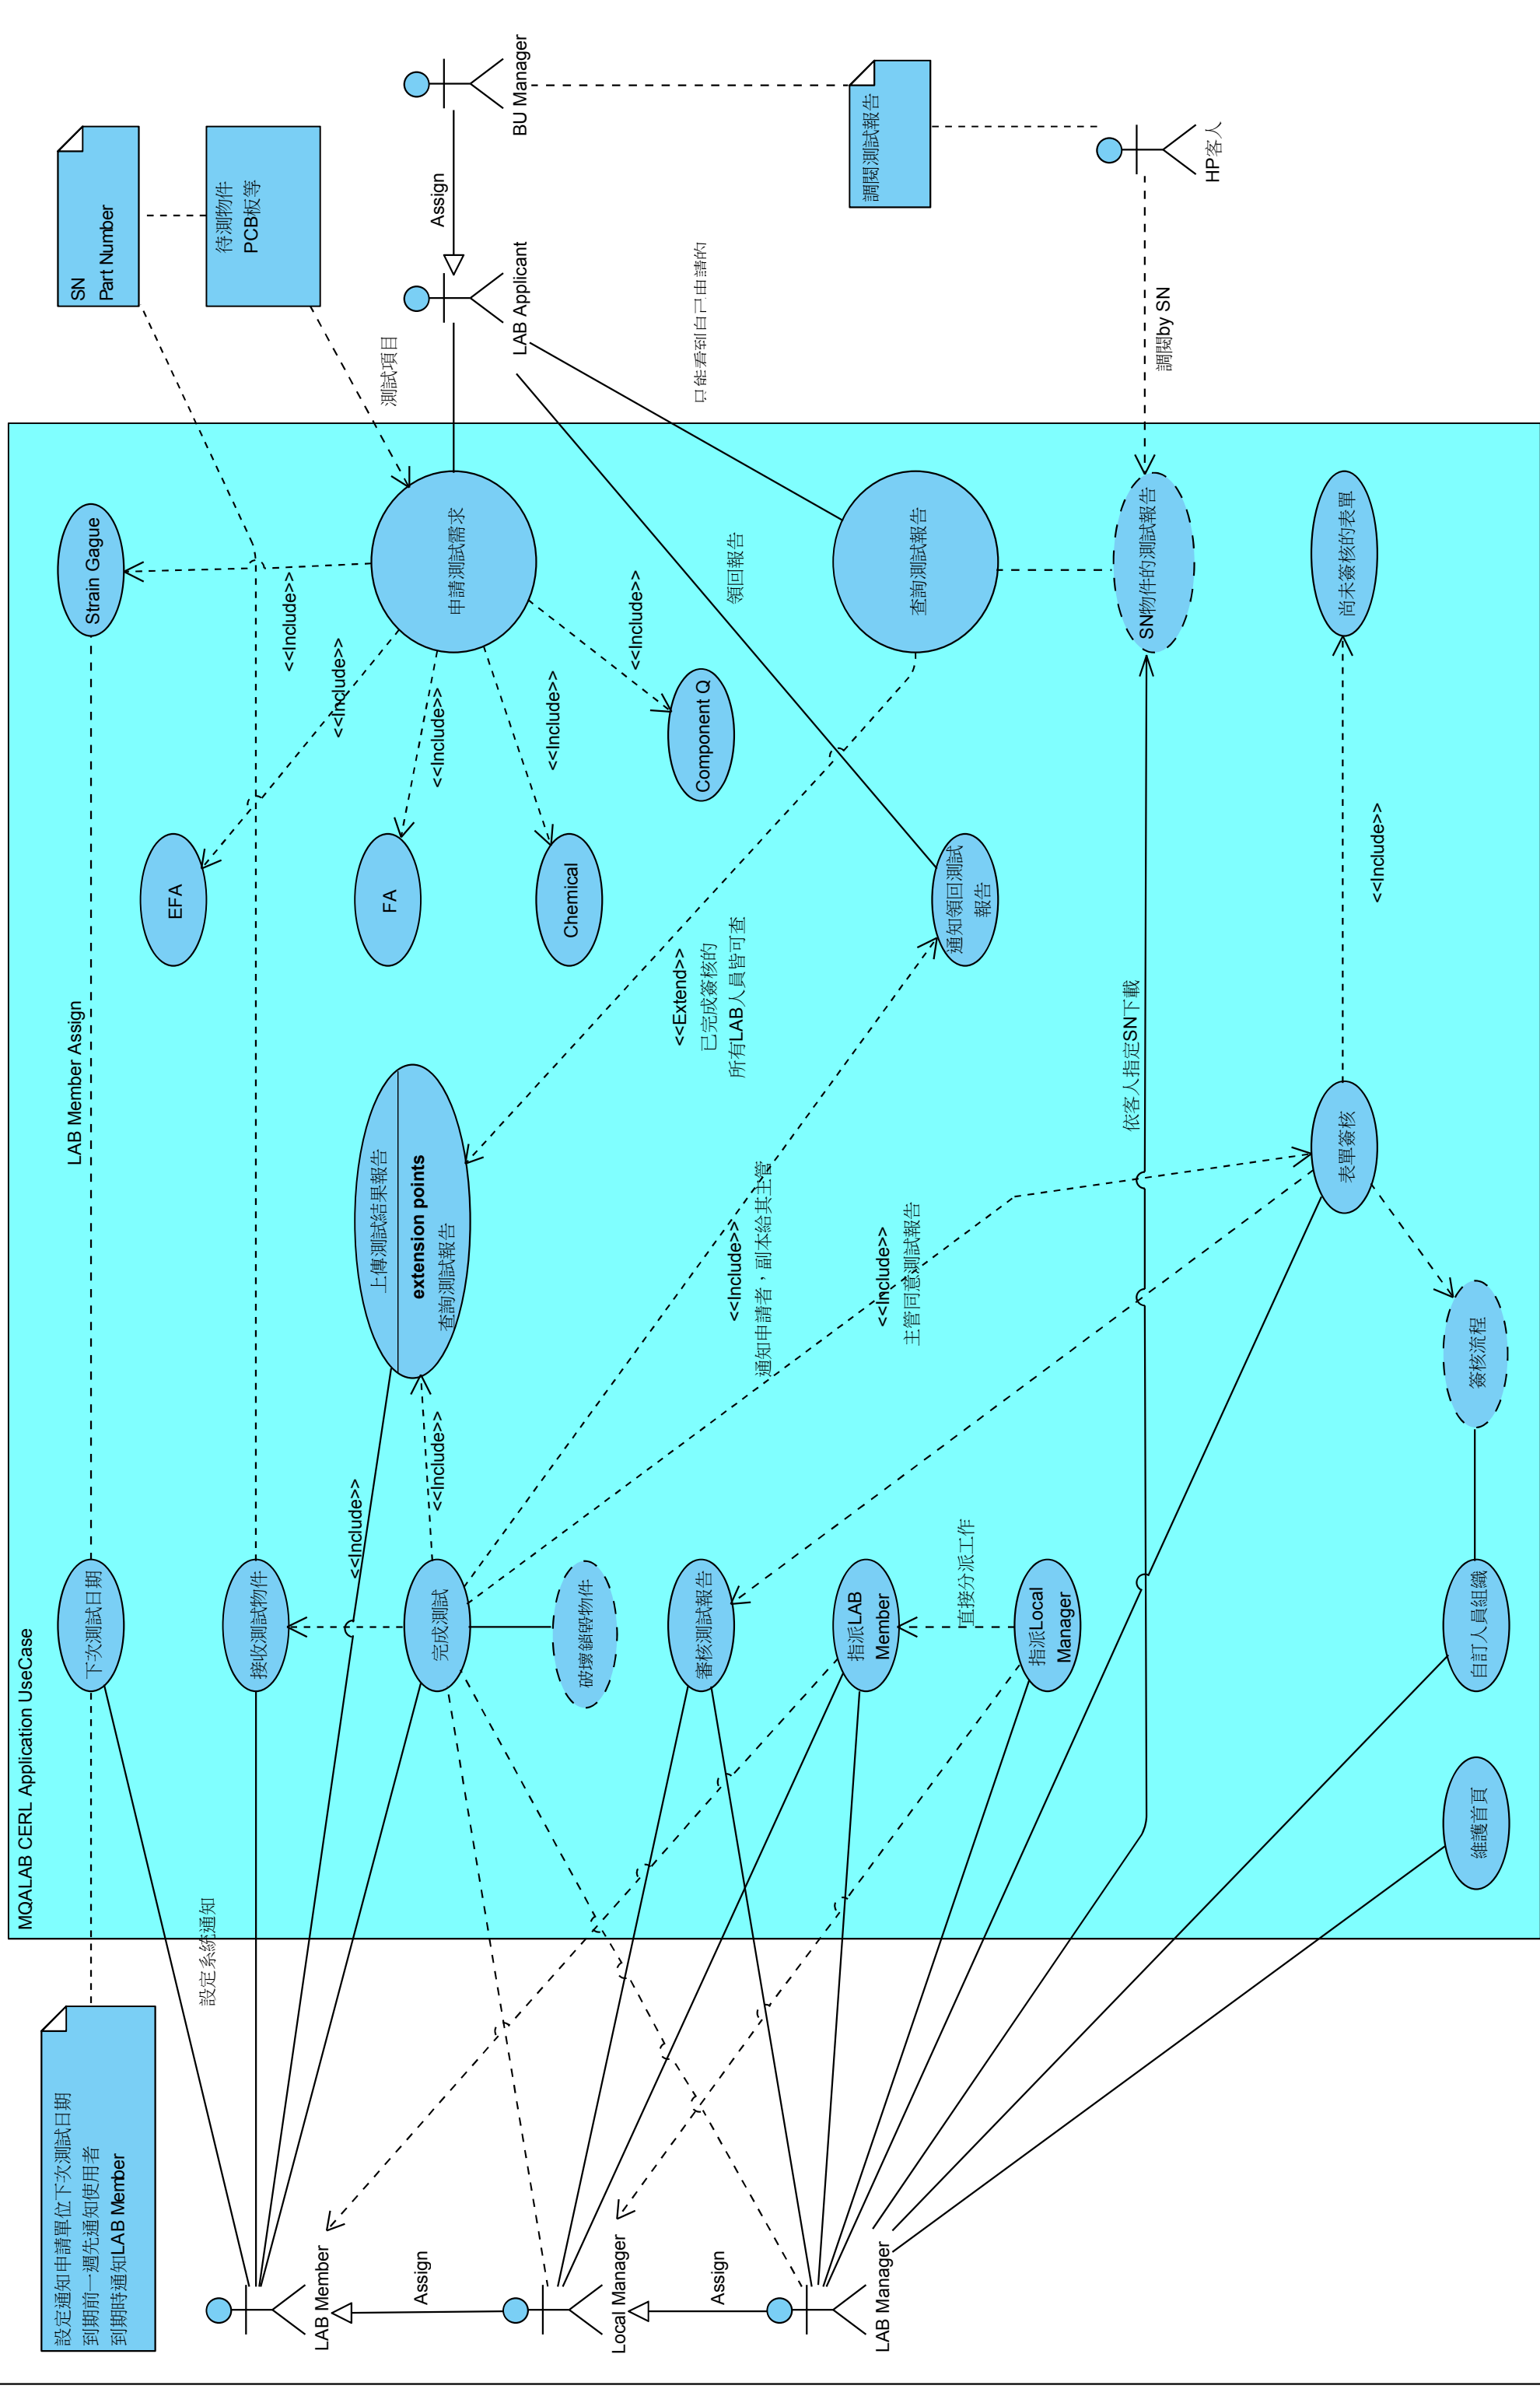 MQALAB CERL Application UseCase
設定通知申請單位下次測試日期
到期前一週先通知使用者
到期時通知LAB Member
設定系統通知
LAB Member
Assign
Local Manager
Assign
LAB Manager
下次測試日期
LAB Member Assign
Strain Gague
接收測試物件
<<Include>>
完成測試
<<Include>>
破壞銷毀物件
審核測試報告
指派LAB
Member
直接分派工作
指派Local
Manager
維護首頁
自訂人員組織
簽核流程
上傳測試結果報告
extension points
查詢測試報告
<<Include>>
通知申請者，副本給其主管
<<Include>>
主管同意測試報告
表單簽核
<<Include>>
尚未簽核的表單
依客人指定SN下載
SN物件的測試報告
<<Extend>>
已完成簽核的
所有LAB人員皆可查
通知領回測試
報告
領回報告
查詢測試報告
EFA
FA
Chemical
Component Q
<<Include>>
<<Include>>
<<Include>>
<<Include>>
<<Include>>
申請測試需求
測試項目
SN
Part Number
待測物件
PCB板等
LAB Applicant
Assign
BU Manager
只能看到自己申請的
調閱測試報告
HP客人
調閱by SN